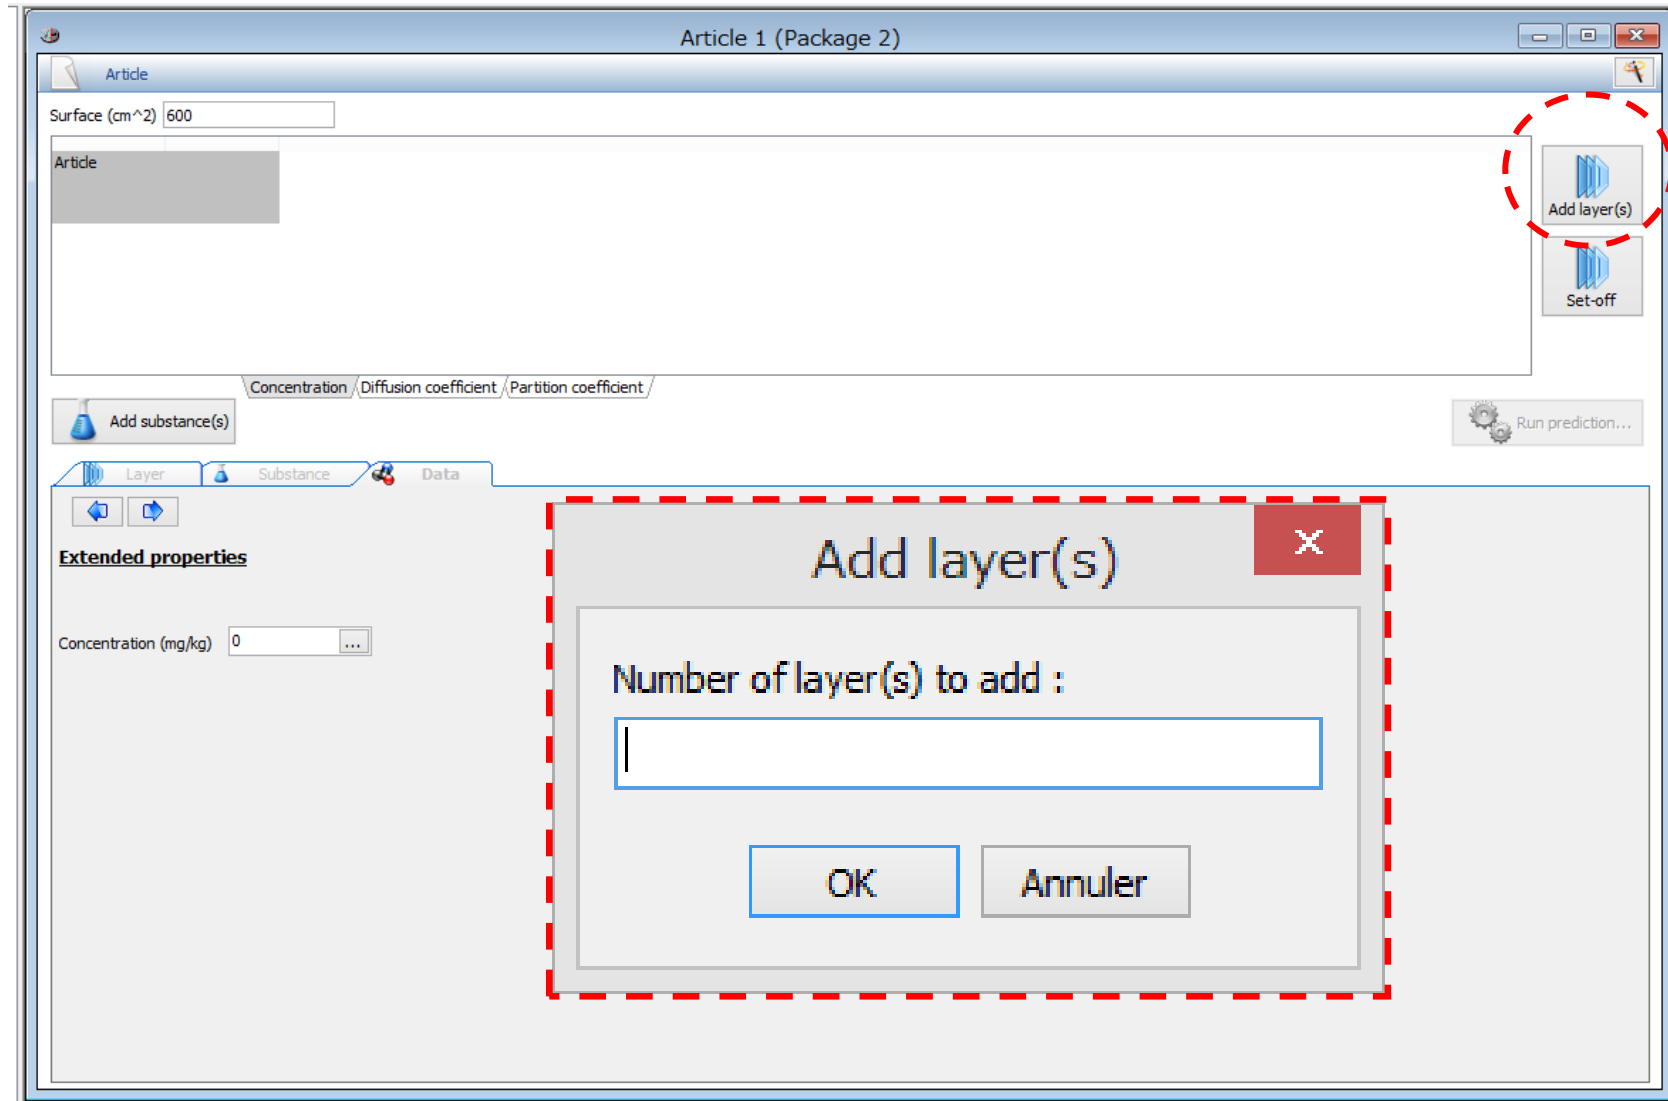 Article 1 (Package 2)
Article
Surface (cm^2) 600
Article
Add layer(s)
Set-off
Concentration Diffusion coefficient Partition coefficient
Add substance(s)
Run prediction...
Layer Substance Data
Extended properties
Concentration (mg/kg) 0 ...
Add layer(s)
Number of layer(s) to add :
OK Annuler